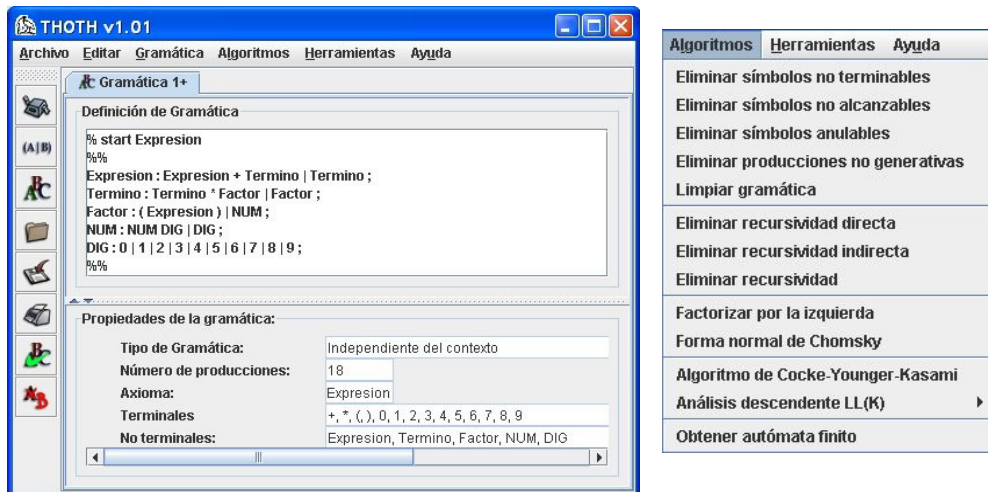 THOTH v1.01
Archivo Editar Gramática Algoritmos Herramientas Ayuda
Gramática 1+
Definición de Gramática
% start Expresion
%%
Expresion : Expresion + Termino | Termino ;
Termino : Termino * Factor | Factor ;
Factor : ( Expresion ) | NUM ;
NUM : NUM DIG | DIG ;
DIG : 0 | 1 | 2 | 3 | 4 | 5 | 6 | 7 | 8 | 9 ;
%%
(A|B)
ABC
Propiedades de la gramática:
Tipo de Gramática: Independiente del contexto
Número de producciones: 18
Axioma: Expresion
Terminales +, *, (, ), 0, 1, 2, 3, 4, 5, 6, 7, 8, 9
No terminales: Expresion, Termino, Factor, NUM, DIG
Algoritmos Herramientas Ayuda
Eliminar símbolos no terminables
Eliminar símbolos no alcanzables
Eliminar símbolos anulables
Eliminar producciones no generativas
Limpiar gramática
Eliminar recursividad directa
Eliminar recursividad indirecta
Eliminar recursividad
Factorizar por la izquierda
Forma normal de Chomsky
Algoritmo de Cocke-Younger-Kasami
Análisis descendente LL(K)
Obtener autómata finito